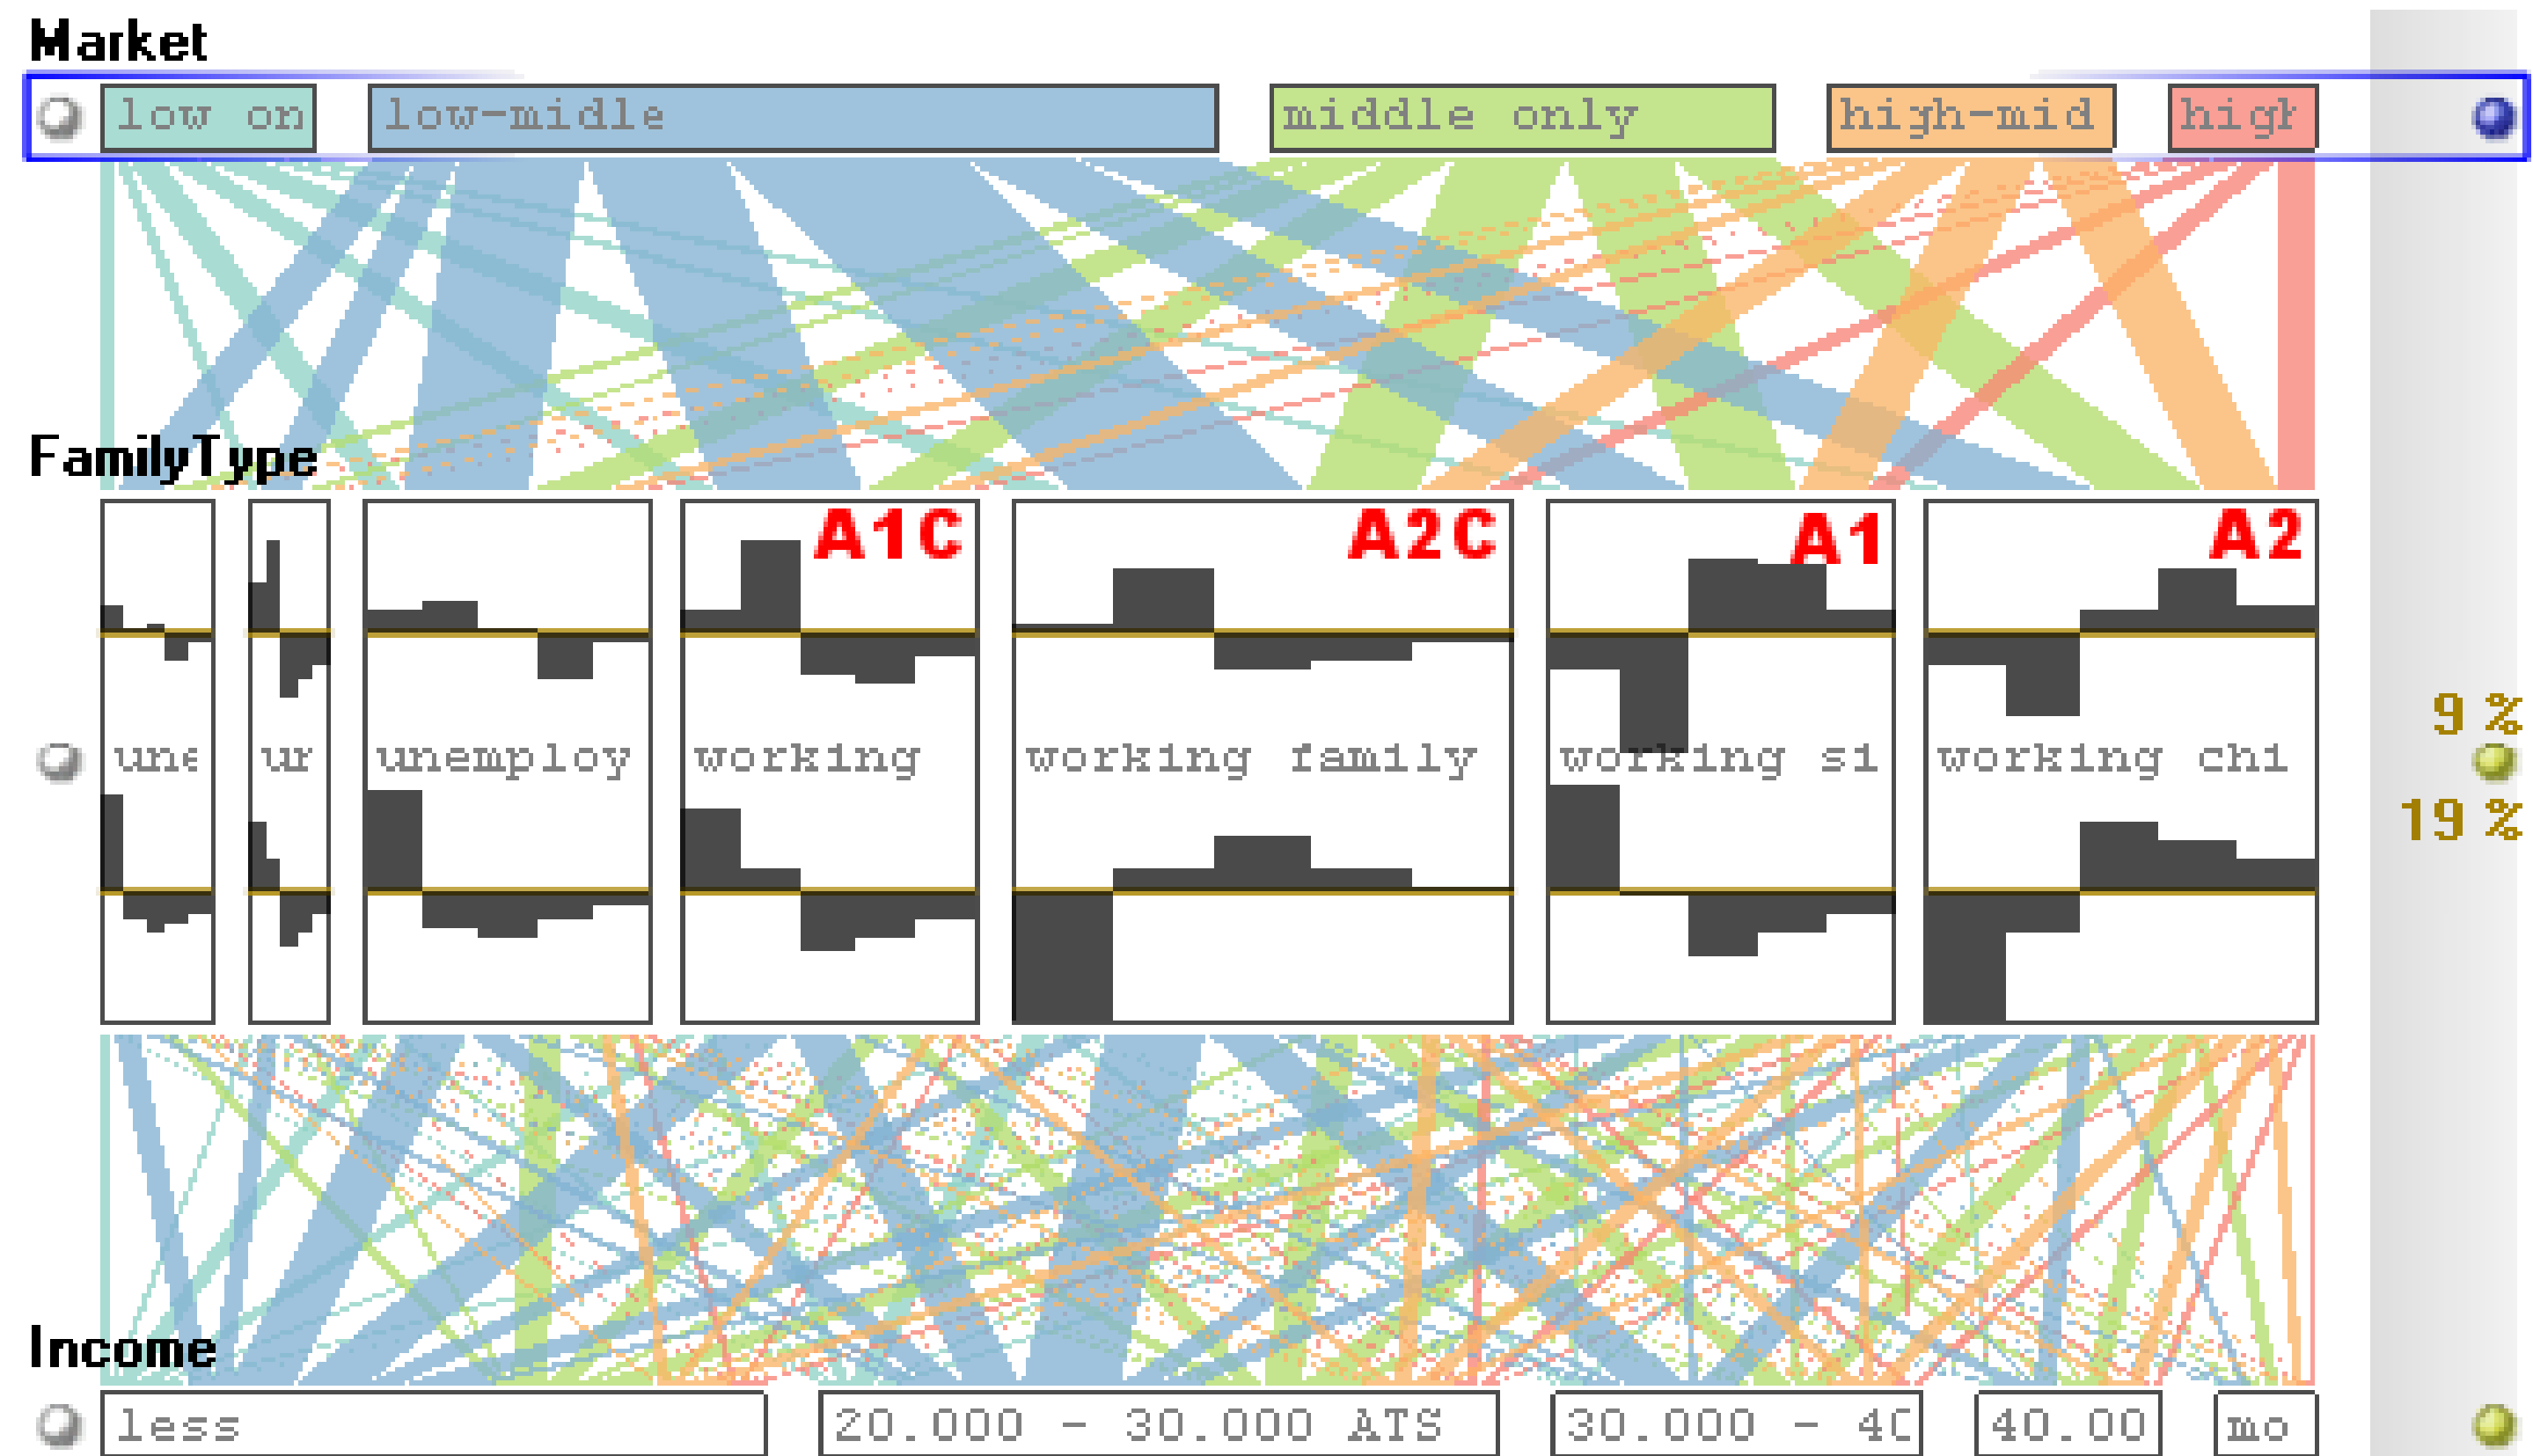 Market
low on low-midle middle only high-mid high
FamilyType
A1C A2C A1 A2
9 %
une ur unemploy working working family working si working chi
19 %
Income
less 20.000 - 30.000 ATS 30.000 - 40 40.00 mo